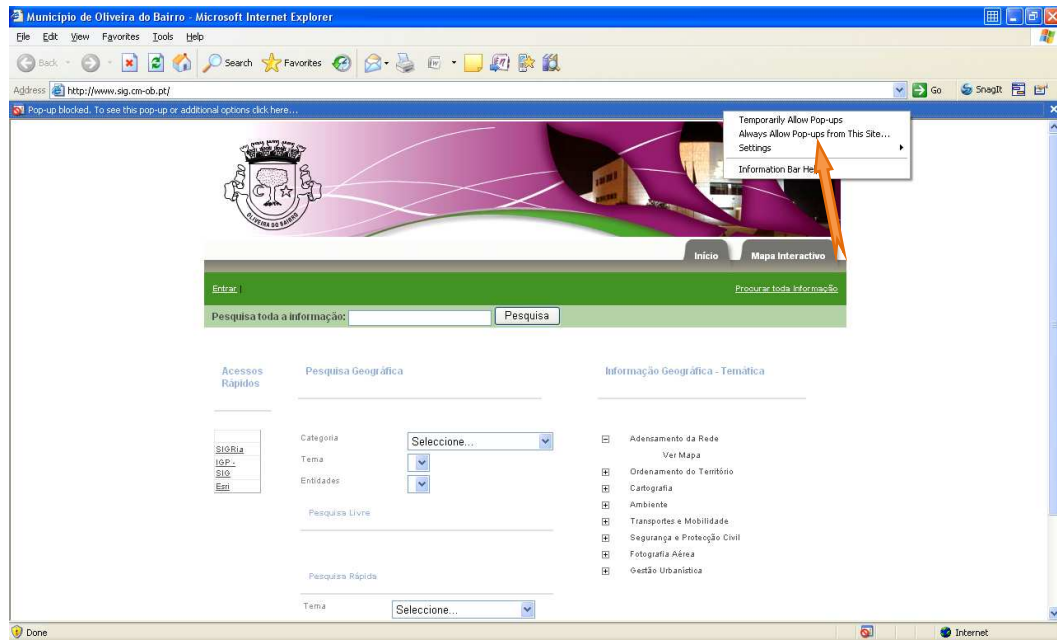 Município de Oliveira do Bairro - Microsoft Internet Explorer
File Edit View Favorites Tools Help
Back Search Favorites
Address http://www.sig.cm-ob.pt/ Go SnagIt
Pop-up blocked. To see this pop-up or additional options click here...
Temporarily Allow Pop-ups
Always Allow Pop-ups from This Site...
Settings
Information Bar
OLIVEIRA DO BAIRRO
Início Mapa Interactivo
Entrar | Procurar toda informação
Pesquisa toda a informação: Pesquisa
Acessos Rápidos
Pesquisa Geográfica
Informação Geográfica - Temática
SIGRia
IGP - SIG
Esri
Categoria Seleccione...
Tema
Entidades
Pesquisa Livre
Pesquisa Rápida
Tema Seleccione...
Adensamento da Rede
Ver Mapa
Ordenamento do Território
Cartografia
Ambiente
Transportes e Mobilidade
Segurança e Protecção Civil
Fotografia Aérea
Gestão Urbanística
Done Internet